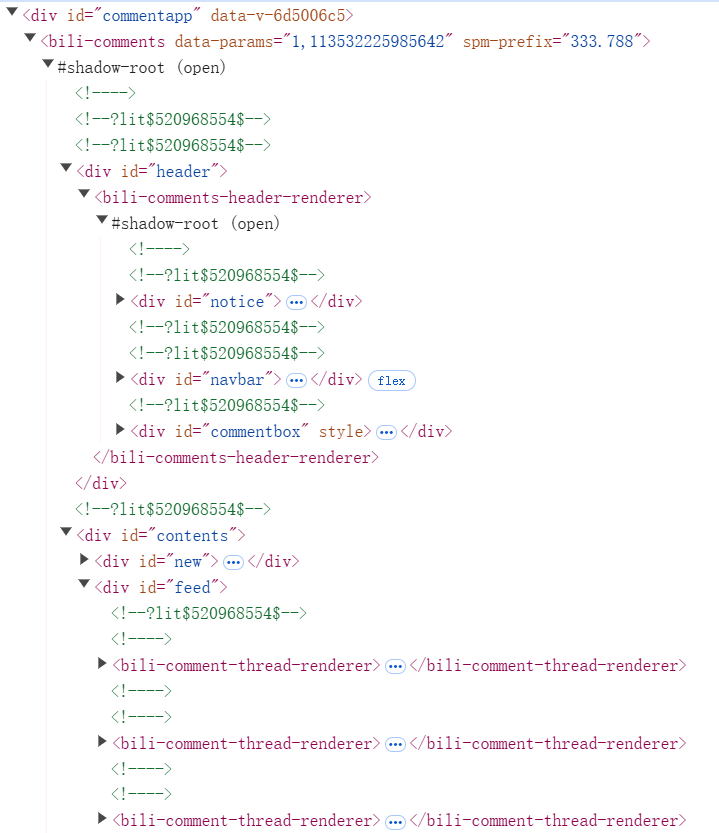 <div id="commentapp" data-v-6d5006c5>
<bili-comments data-params="1,113532225985642" spm-prefix="333.788">
#shadow-root (open)
<!---->
<!--?lit$520968554$-->
<!--?lit$520968554$-->
<div id="header">
<bili-comments-header-renderer>
#shadow-root (open)
<!---->
<!--?lit$520968554$-->
<div id="notice"> ••• </div>
<!--?lit$520968554$-->
<!--?lit$520968554$-->
<div id="navbar"> ••• </div> flex
<!--?lit$520968554$-->
<div id="commentbox" style> ••• </div>
</bili-comments-header-renderer>
</div>
<!--?lit$520968554$-->
<div id="contents">
<div id="new"> ••• </div>
<div id="feed">
<!--?lit$520968554$-->
<!---->
<bili-comment-thread-renderer> ••• </bili-comment-thread-renderer>
<!---->
<!---->
<bili-comment-thread-renderer> ••• </bili-comment-thread-renderer>
<!---->
<!---->
<bili-comment-thread-renderer> ••• </bili-comment-thread-renderer>